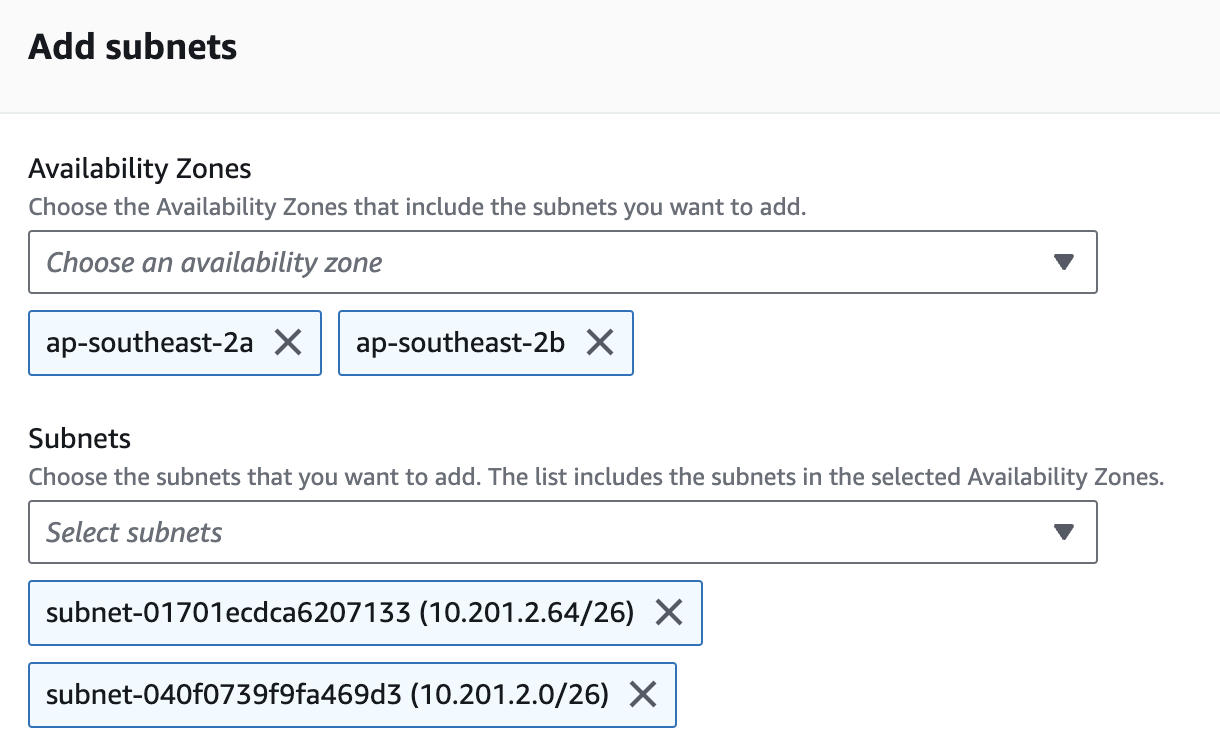 Add subnets
Availability Zones
Choose the Availability Zones that include the subnets you want to add.
Choose an availability zone
ap-southeast-2a
ap-southeast-2b
Subnets
Choose the subnets that you want to add. The list includes the subnets in the selected Availability Zones.
Select subnets
subnet-01701ecdca6207133 (10.201.2.64/26)
subnet-040f0739f9fa469d3 (10.201.2.0/26)